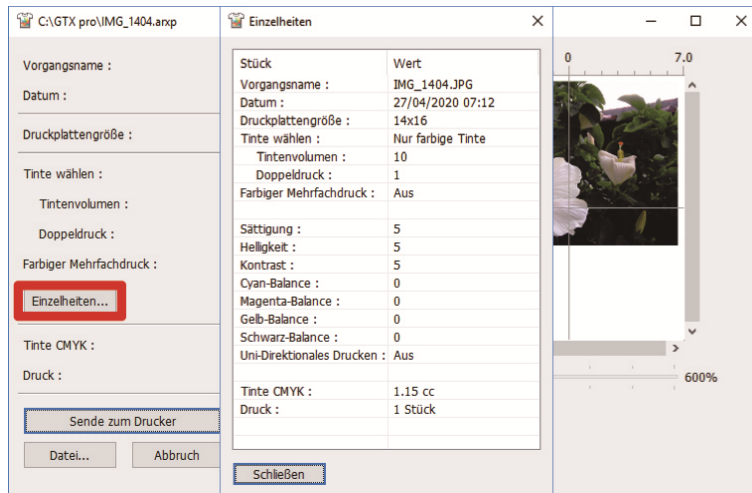 C:\GTX pro\IMG_1404.arxp
Vorgangsname :
Datum :
Druckplattengröße :
Tinte wählen :
Tintenvolumen :
Doppeldruck :
Farbiger Mehrfachdruck :
Einzelheiten...
Tinte CMYK :
Druck :
Sende zum Drucker
Datei... Abbruch
Einzelheiten
Stück Wert
Vorgangsname : IMG_1404.JPG
Datum : 27/04/2020 07:12
Druckplattengröße : 14x16
Tinte wählen : Nur farbige Tinte
Tintenvolumen : 10
Doppeldruck : 1
Farbiger Mehrfachdruck : Aus
Sättigung : 5
Helligkeit : 5
Kontrast : 5
Cyan-Balance : 0
Magenta-Balance : 0
Gelb-Balance : 0
Schwarz-Balance : 0
Uni-Direktionales Drucken : Aus
Tinte CMYK : 1.15 cc
Druck : 1 Stück
Schließen
0 7.0
600%